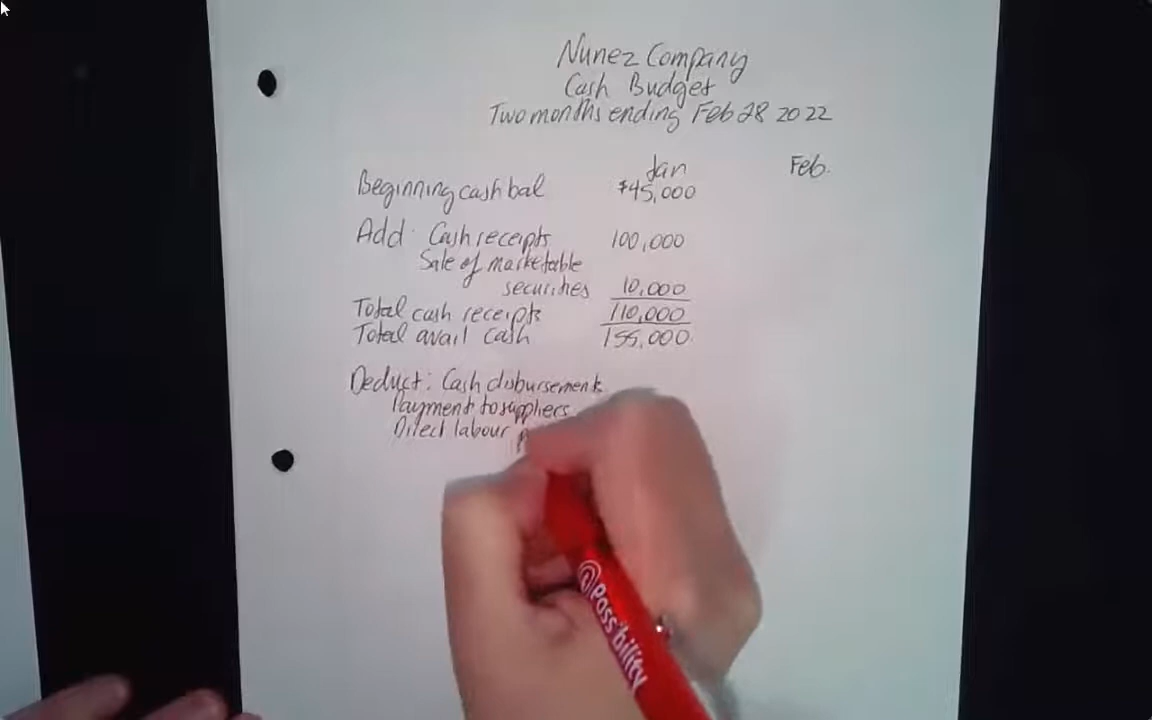 Nunez Company
Cash Budget
Two months ending Feb 28 2022
Jan Feb.
Beginning cash bal $45,000
Add: Cash receipts 100,000
Sale of marketable
securities 10,000
Total cash receipts 110,000
Total avail cash 155,000
Deduct: Cash disbursements
Payment to suppliers
Direct labour p
@Poss'bility